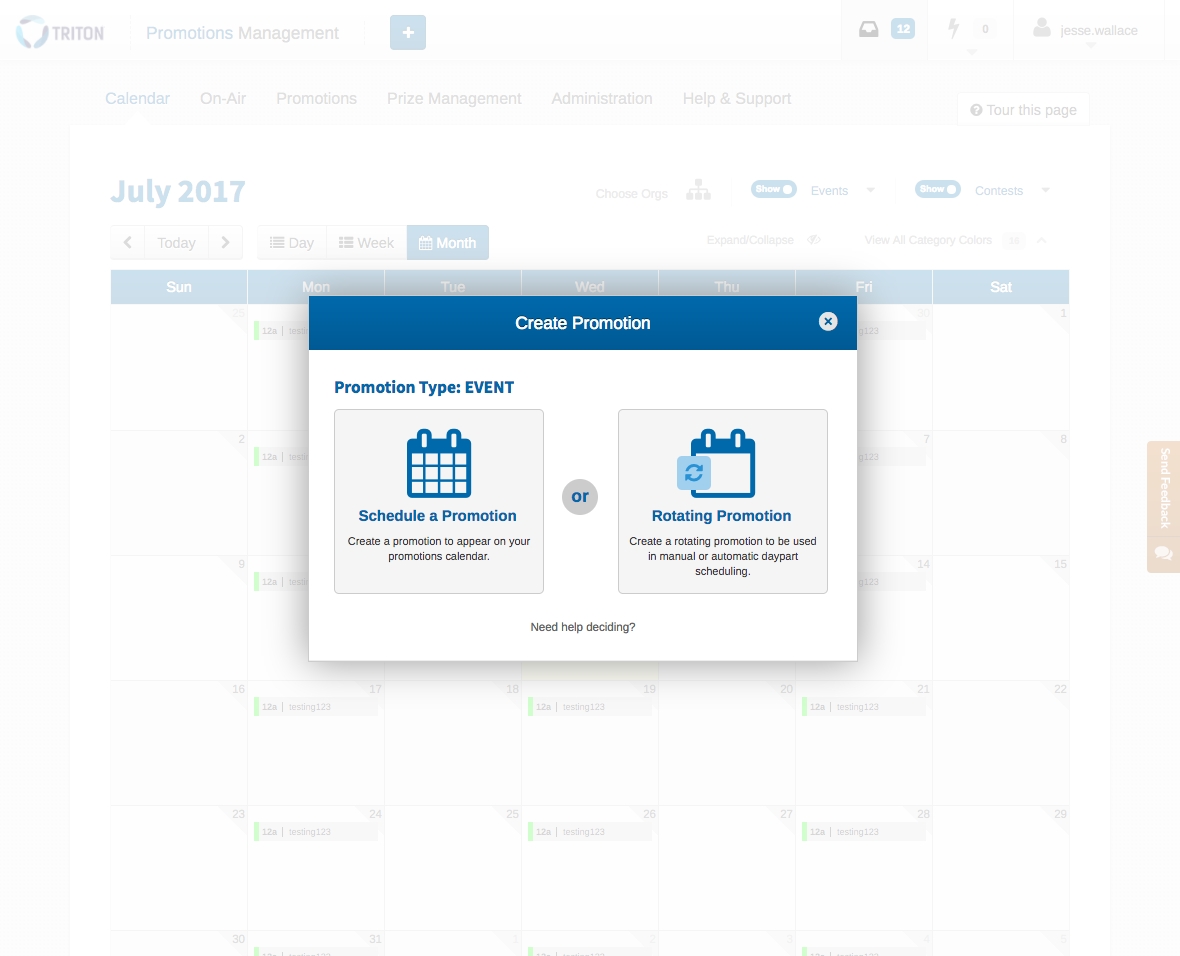 TRITON
Promotions Management
+
12
0
jesse.wallace
Calendar
On-Air
Promotions
Prize Management
Administration
Help & Support
Tour this page
July 2017
Choose Orgs
Show
Events
Show
Contests
Today
Day
Week
Month
Expand/Collapse
View All Category Colors
16
Sun Mon Tue Wed Thu Fri Sat
25 30 1
12a | testi
g123
Create Promotion
Promotion Type: EVENT
Schedule a Promotion
Create a promotion to appear on your
promotions calendar.
or
Rotating Promotion
Create a rotating promotion to be used
in manual or automatic daypart
scheduling.
Need help deciding?
2 7 8
12a | testi
g123
Send Feedback
9 14 15
12a | testi
g123
16 17 18 19 20 21 22
12a | testing123
12a | testing123
12a | testing123
23 24 25 26 27 28 29
12a | testing123
12a | testing123
12a | testing123
30 31 1 2 3 4 5